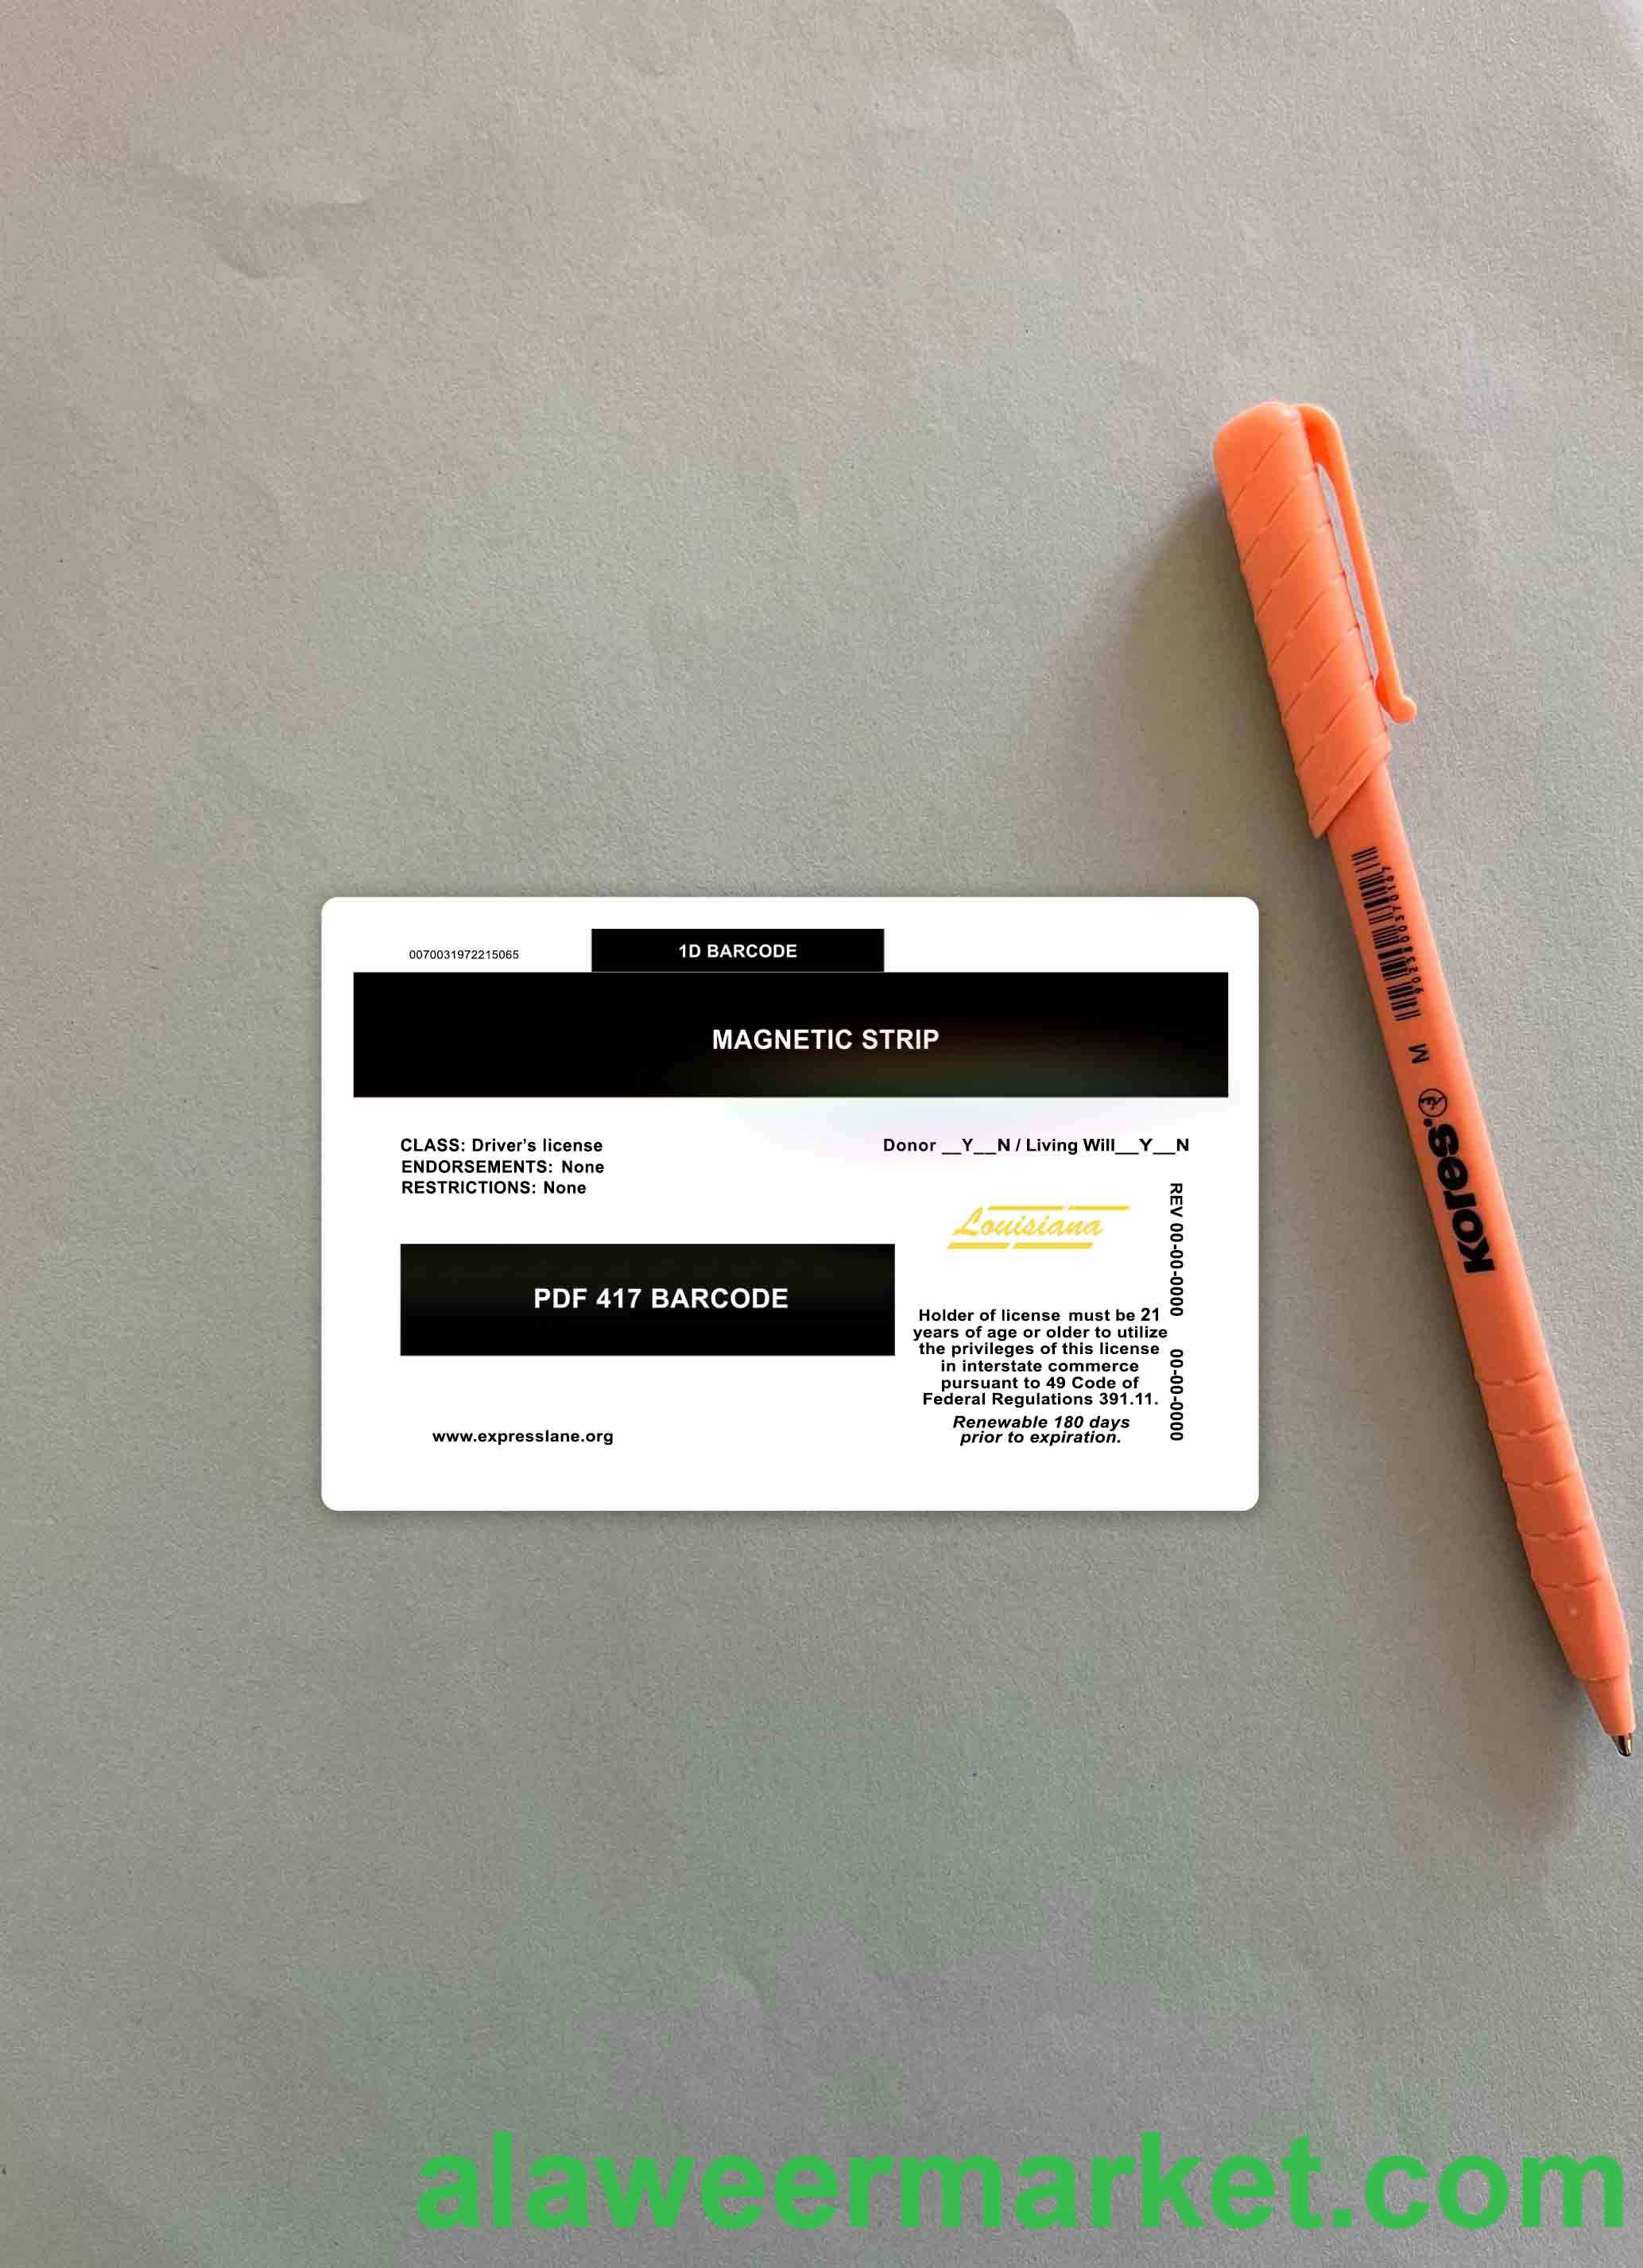 0070031972215065
1D BARCODE
MAGNETIC STRIP
CLASS: Driver's license
ENDORSEMENTS: None
RESTRICTIONS: None
Donor __Y__N / Living Will__Y__N
Louisiana
REV 00-00-0000 00-00-0000
PDF 417 BARCODE
Holder of license must be 21
years of age or older to utilize
the privileges of this license
in interstate commerce
pursuant to 49 Code of
Federal Regulations 391.11.
Renewable 180 days
prior to expiration.
www.expresslane.org
M
Kores
alaweermarket.com